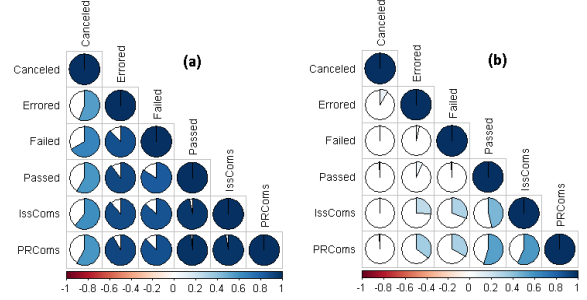 Canceled
Errored
Failed
Passed
IssComs
PRComs
(a)
Canceled
Errored
Failed
Passed
IssComs
PRComs
-1 -0.8 -0.6 -0.4 -0.2 0 0.2 0.4 0.6 0.8 1
Canceled
Errored
Failed
Passed
IssComs
PRComs
(b)
Canceled
Errored
Failed
Passed
IssComs
PRComs
-1 -0.8 -0.6 -0.4 -0.2 0 0.2 0.4 0.6 0.8 1